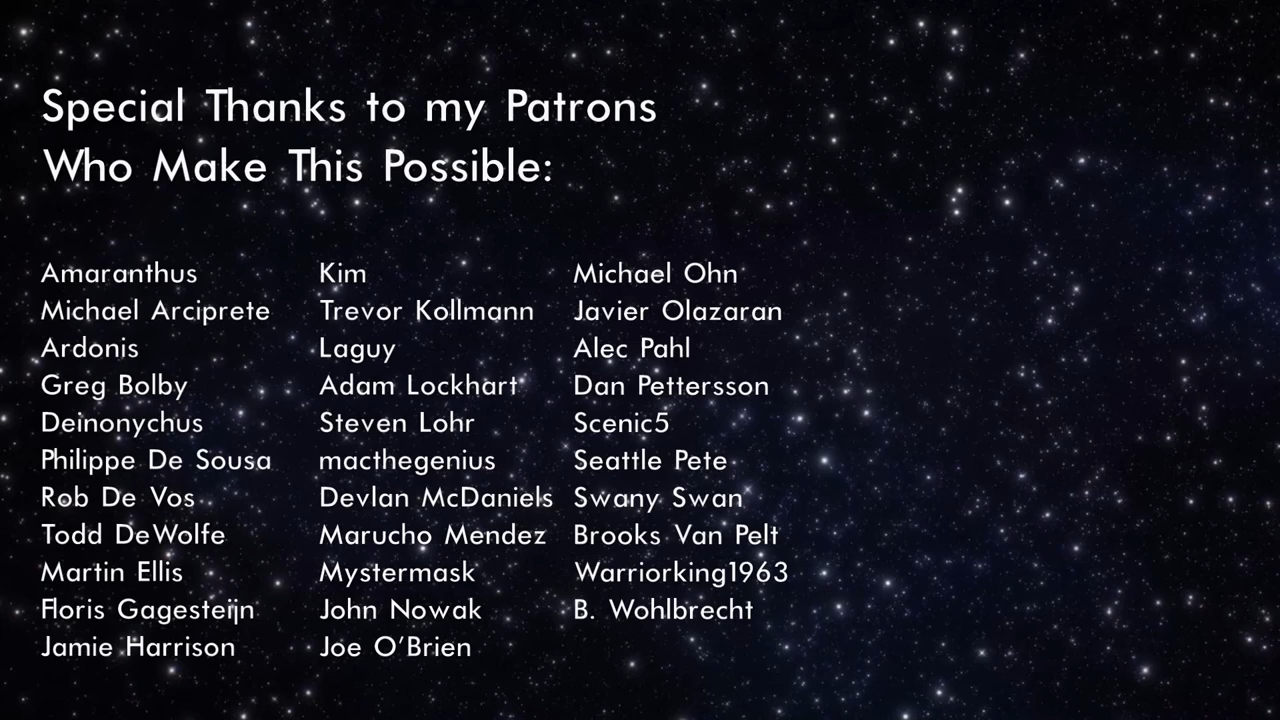 Special Thanks to my Patrons
Who Make This Possible:
Amaranthus
Michael Arciprete
Ardonis
Greg Bolby
Deinonychus
Philippe De Sousa
Rob De Vos
Todd DeWolfe
Martin Ellis
Floris Gagesteijn
Jamie Harrison
Kim
Trevor Kollmann
Laguy
Adam Lockhart
Steven Lohr
macthegenius
Devlan McDaniels
Marucho Mendez
Mystermask
John Nowak
Joe O’Brien
Michael Ohn
Javier Olazaran
Alec Pahl
Dan Pettersson
Scenic5
Seattle Pete
Swany Swan
Brooks Van Pelt
Warriorking1963
B. Wohlbrecht